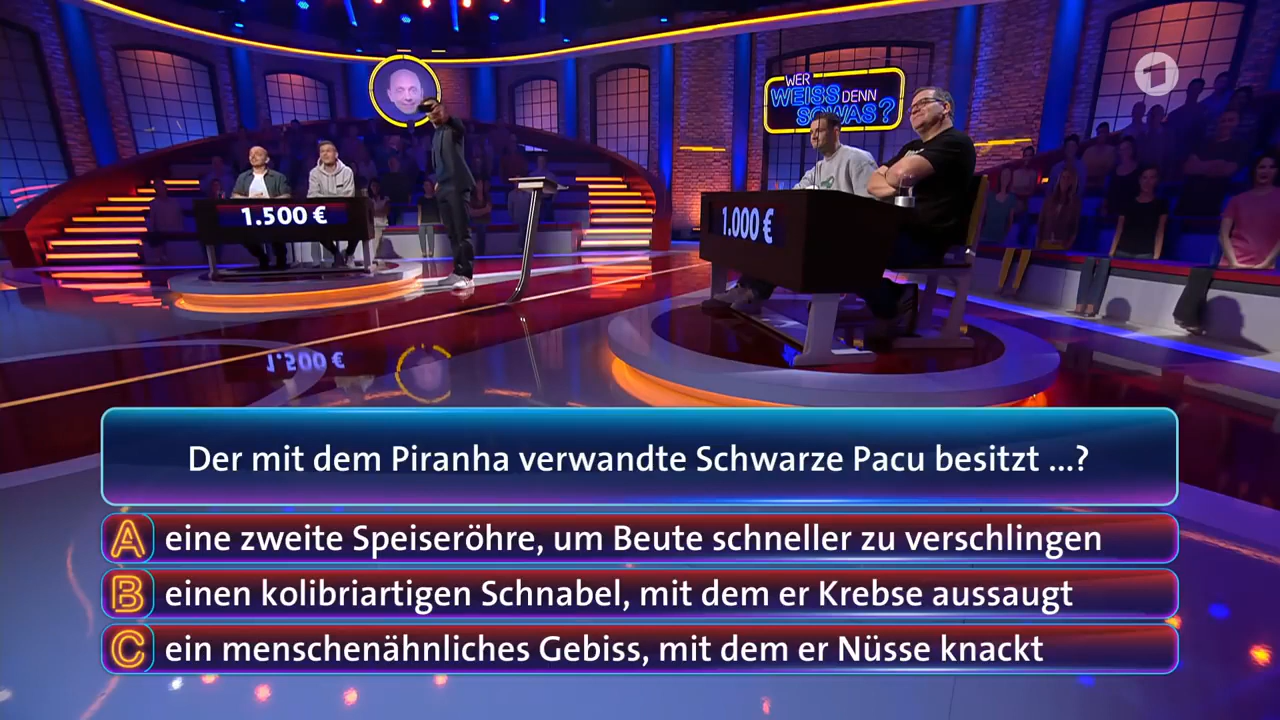 WER
WEISS DENN
SOWAS?
1
1.500 €
1.000 €
1.500 €
Der mit dem Piranha verwandte Schwarze Pacu besitzt ...?
A eine zweite Speiseröhre, um Beute schneller zu verschlingen
B einen kolibriartigen Schnabel, mit dem er Krebse aussaugt
C ein menschenähnliches Gebiss, mit dem er Nüsse knackt